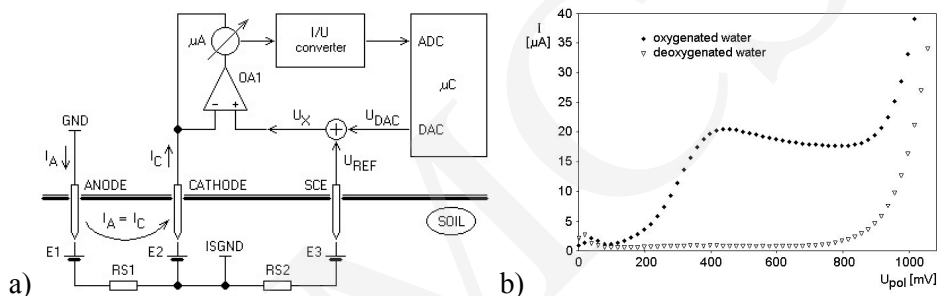 I/U
converter
μA
ADC
OA1
μC
- +
GND
U_X
U_DAC
DAC
I_A
I_C
U_REF
ANODE
CATHODE
SCE
I_A = I_C
SOIL
E1
E2
ISGND
E3
RS1
RS2
a)
I
[μA]
oxygenated water
deoxygenated water
40
35
30
25
20
15
10
5
0
0 200 400 600 800 1000
U_pol [mV]
b)